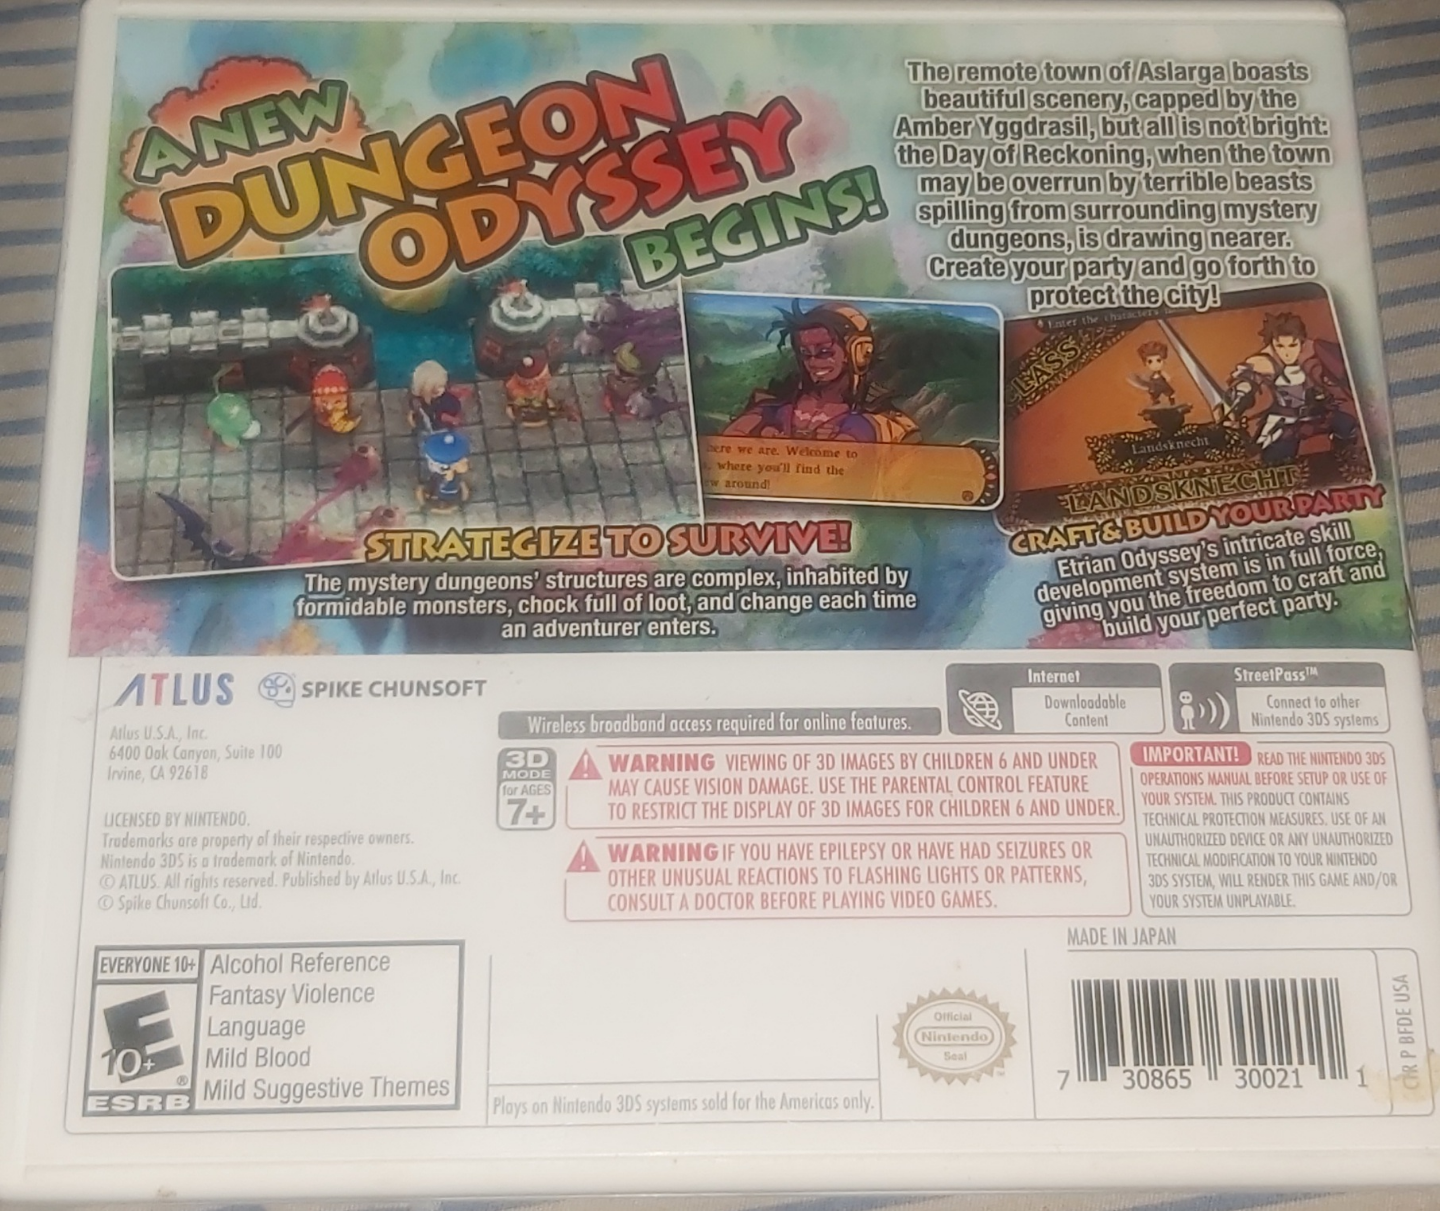 A NEW
DUNGEON
ODYSSEY
BEGINS!
The remote town of Aslarga boasts
beautiful scenery, capped by the
Amber Yggdrasil, but all is not bright:
the Day of Reckoning, when the town
may be overrun by terrible beasts
spilling from surrounding mystery
dungeons, is drawing nearer.
Create your party and go forth to
protect the city!
ere we are. Welcome to
, where you'll find the
w around!
Enter the characters
LASS
Landsknecht
LANDSKNECHT
STRATEGIZE TO SURVIVE!
The mystery dungeons' structures are complex, inhabited by
formidable monsters, chock full of loot, and change each time
an adventurer enters.
CRAFT & BUILD YOUR PARTY
Etrian Odyssey's intricate skill
development system is in full force,
giving you the freedom to craft and
build your perfect party.
ATLUS SPIKE CHUNSOFT
Atlus U.S.A., Inc.
6400 Oak Canyon, Suite 100
Irvine, CA 92618
LICENSED BY NINTENDO.
Trademarks are property of their respective owners.
Nintendo 3DS is a trademark of Nintendo.
© ATLUS. All rights reserved. Published by Atlus U.S.A., Inc.
© Spike Chunsoft Co., Ltd.
Wireless broadband access required for online features.
Internet
Downloadable
Content
StreetPass™
Connect to other
Nintendo 3DS systems
3D
MODE
for AGES
7+
WARNING VIEWING OF 3D IMAGES BY CHILDREN 6 AND UNDER
MAY CAUSE VISION DAMAGE. USE THE PARENTAL CONTROL FEATURE
TO RESTRICT THE DISPLAY OF 3D IMAGES FOR CHILDREN 6 AND UNDER.
WARNING IF YOU HAVE EPILEPSY OR HAVE HAD SEIZURES OR
OTHER UNUSUAL REACTIONS TO FLASHING LIGHTS OR PATTERNS,
CONSULT A DOCTOR BEFORE PLAYING VIDEO GAMES.
IMPORTANT! READ THE NINTENDO 3DS
OPERATIONS MANUAL BEFORE SETUP OR USE OF
YOUR SYSTEM. THIS PRODUCT CONTAINS
TECHNICAL PROTECTION MEASURES. USE OF AN
UNAUTHORIZED DEVICE OR ANY UNAUTHORIZED
TECHNICAL MODIFICATION TO YOUR NINTENDO
3DS SYSTEM, WILL RENDER THIS GAME AND/OR
YOUR SYSTEM UNPLAYABLE.
EVERYONE 10+
E
10+
®
ESRB
Alcohol Reference
Fantasy Violence
Language
Mild Blood
Mild Suggestive Themes
Plays on Nintendo 3DS systems sold for the Americas only.
Official
Nintendo
Seal
MADE IN JAPAN
7 30865 30021 1
CTR P BFDE USA